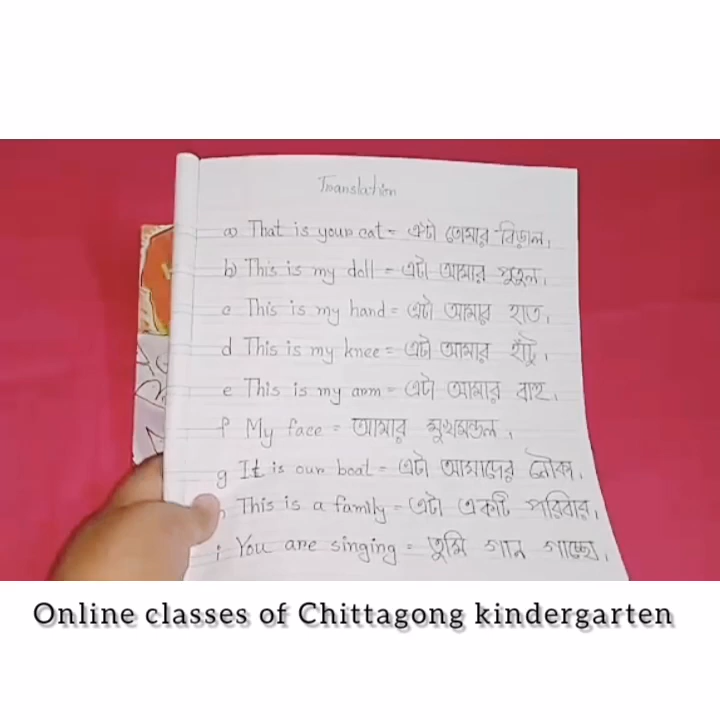 Translation
a) That is your cat = ঐটা তোমার বিড়াল।
b) This is my doll = এটা আমার পুতুল।
c This is my hand = এটা আমার হাত।
d This is my knee = এটা আমার হাঁটু।
e This is my arm = এটা আমার বাহু।
f My face = আমার মুখমন্ডল।
g It is our boat = এটা আমাদের নৌকা।
h This is a family = এটা একটি পরিবার।
i You are singing = তুমি গান গাচ্ছো।
Online classes of Chittagong kindergarten